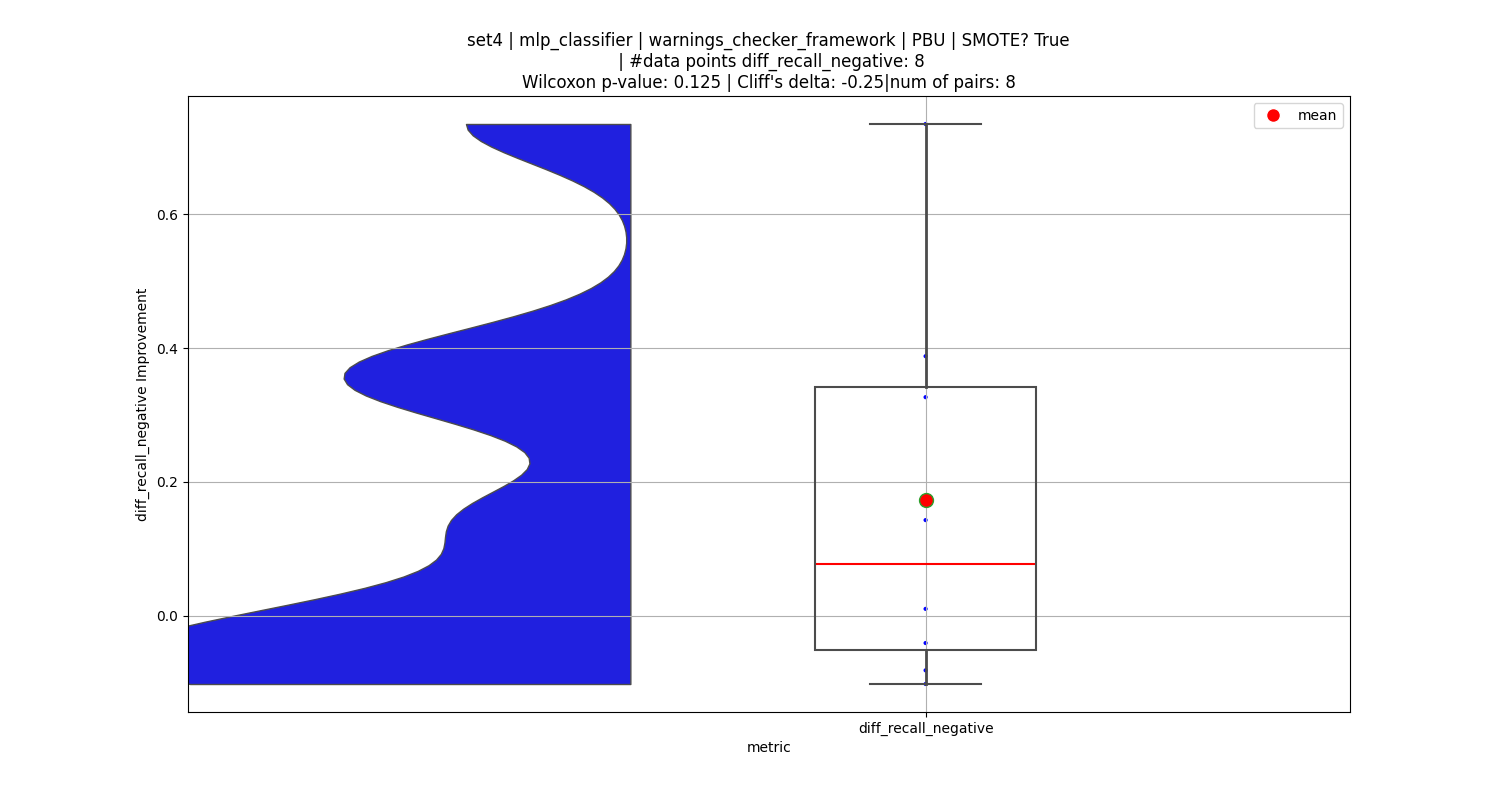 set4 | mlp_classifier | warnings_checker_framework | PBU | SMOTE? True
| #data points diff_recall_negative: 8
Wilcoxon p-value: 0.125 | Cliff's delta: -0.25|num of pairs: 8
mean
0.6
0.4
0.2
0.0
diff_recall_negative Improvement
diff_recall_negative
metric